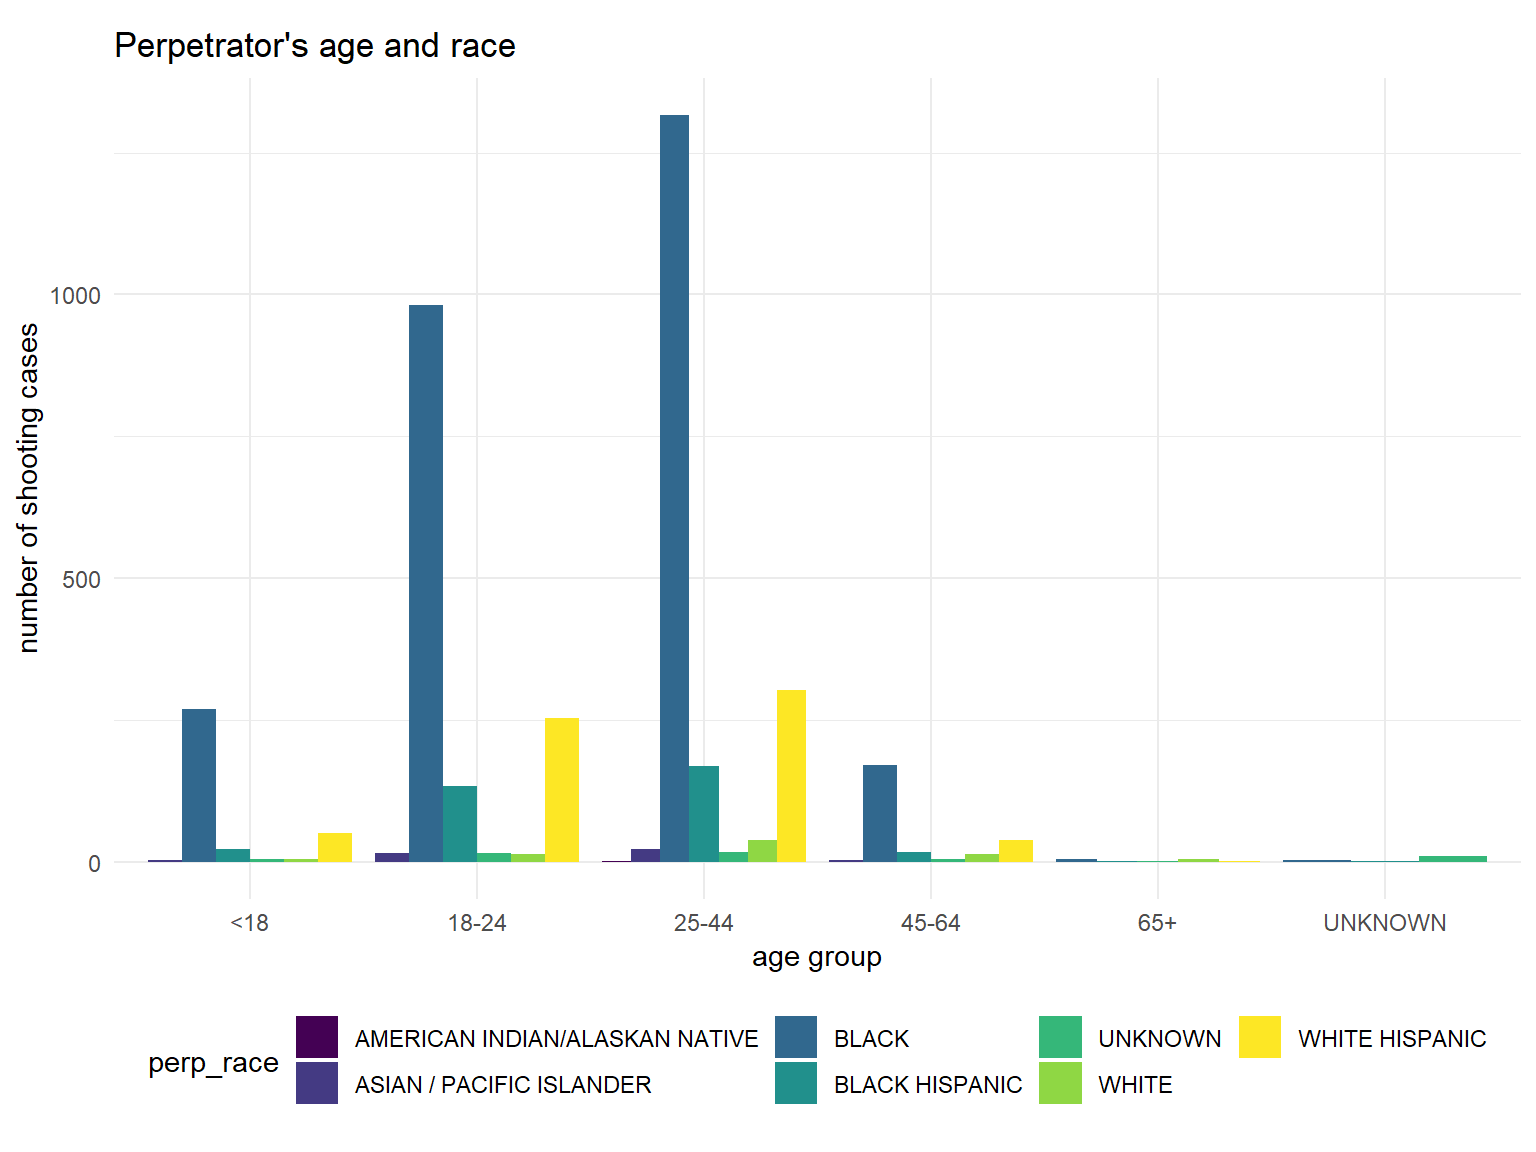 Perpetrator's age and race
number of shooting cases
1000
500
0
<18 18-24 25-44 45-64 65+ UNKNOWN
age group
perp_race
AMERICAN INDIAN/ALASKAN NATIVE BLACK UNKNOWN WHITE HISPANIC
ASIAN / PACIFIC ISLANDER BLACK HISPANIC WHITE